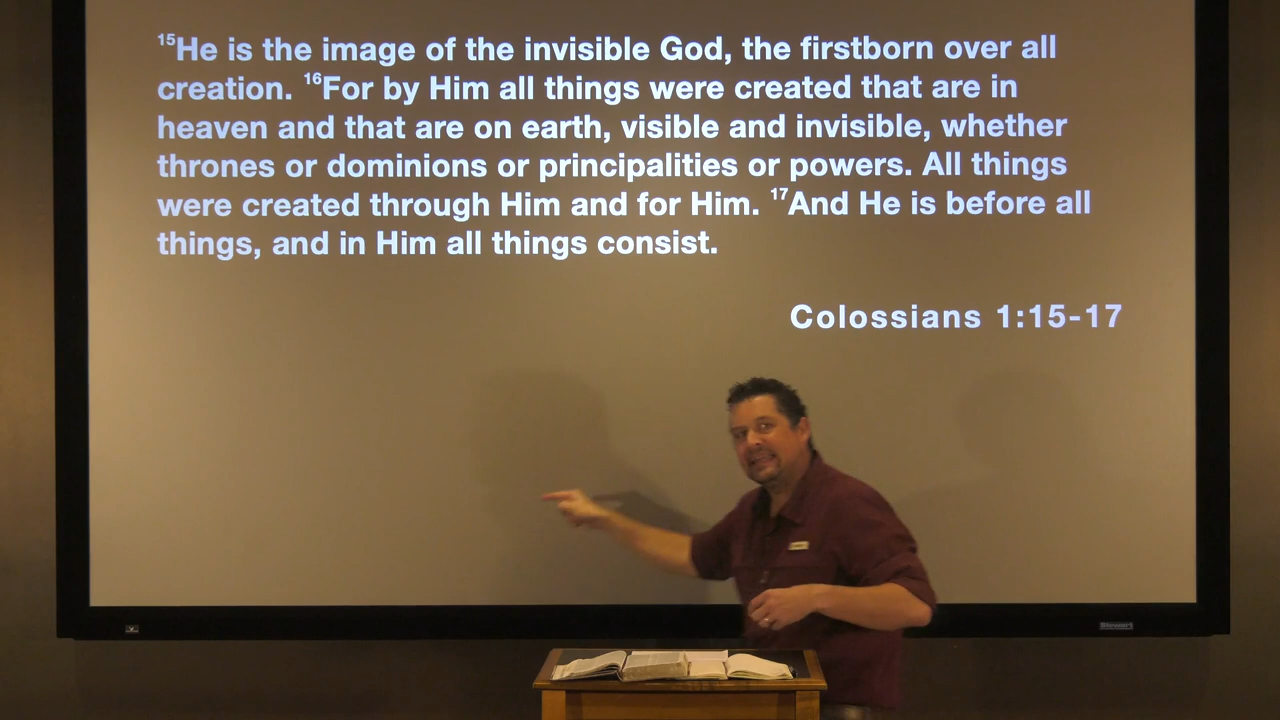 ¹⁵He is the image of the invisible God, the firstborn over all
creation. ¹⁶For by Him all things were created that are in
heaven and that are on earth, visible and invisible, whether
thrones or dominions or principalities or powers. All things
were created through Him and for Him. ¹⁷And He is before all
things, and in Him all things consist.
Colossians 1:15-17
Stewart